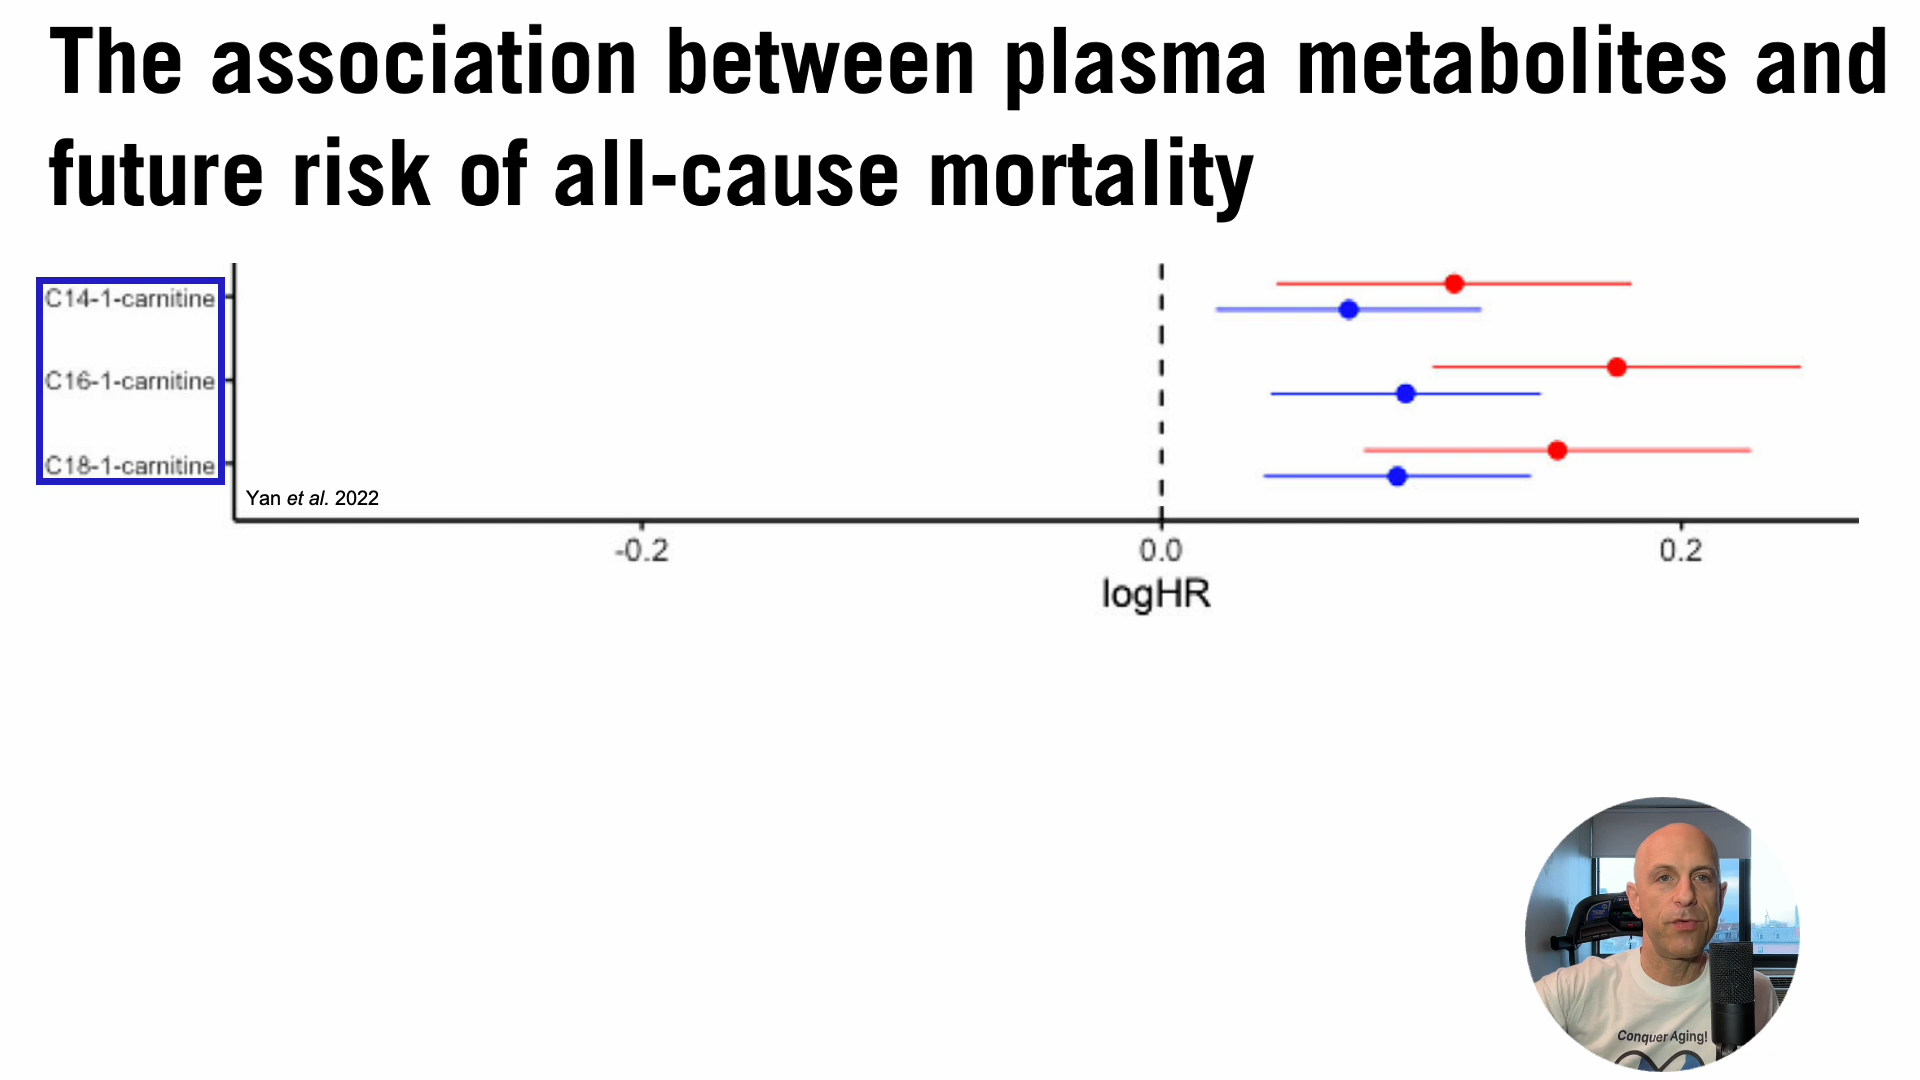 The association between plasma metabolites and
future risk of all-cause mortality
C14-1-carnitine
C16-1-carnitine
C18-1-carnitine
Yan et al. 2022
-0.2 0.0 0.2
logHR
Conquer Aging!